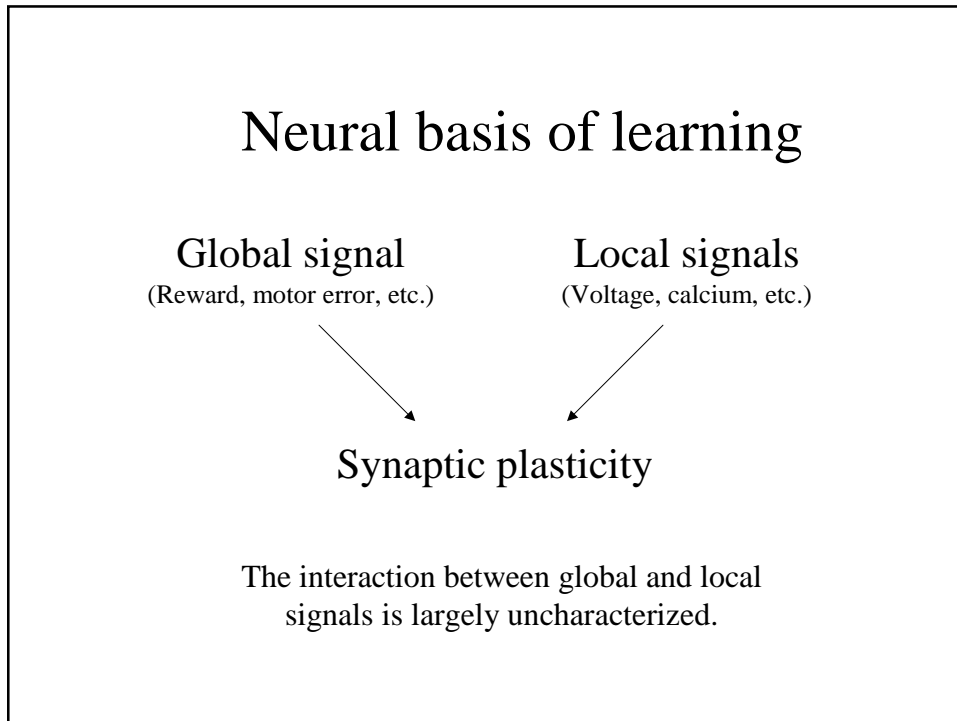 Neural basis of learning
Global signal
(Reward, motor error, etc.)
Local signals
(Voltage, calcium, etc.)
Synaptic plasticity
The interaction between global and local
signals is largely uncharacterized.